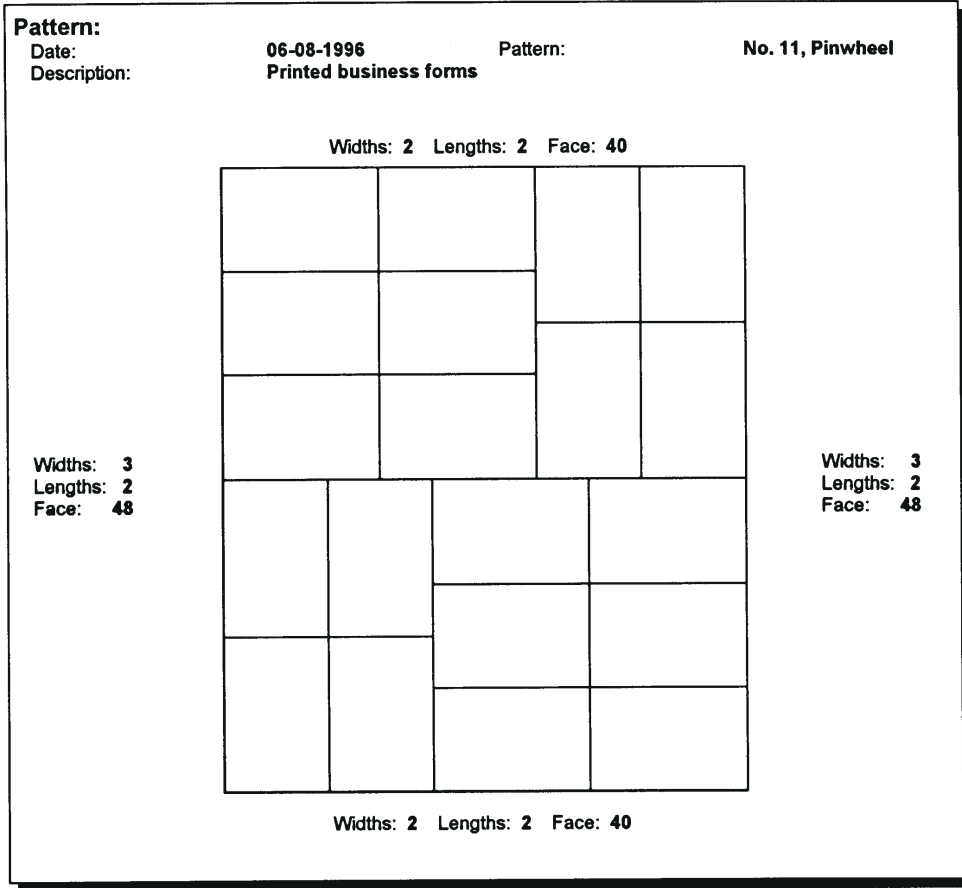 Pattern:
Date: 06-08-1996 Pattern: No. 11, Pinwheel
Description: Printed business forms
Widths: 2 Lengths: 2 Face: 40
Widths: 3
Lengths: 2
Face: 48
Widths: 3
Lengths: 2
Face: 48
Widths: 2 Lengths: 2 Face: 40